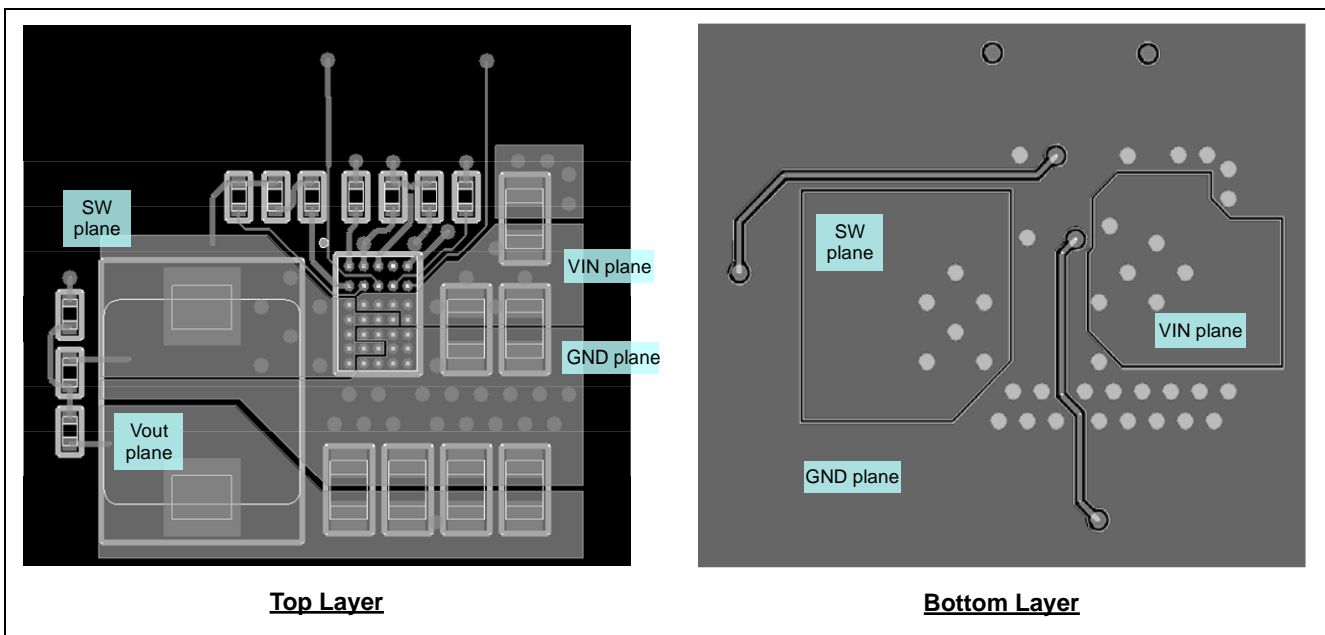 SW
plane
VIN plane
GND plane
Vout
plane
Top Layer
SW
plane
VIN plane
GND plane
Bottom Layer